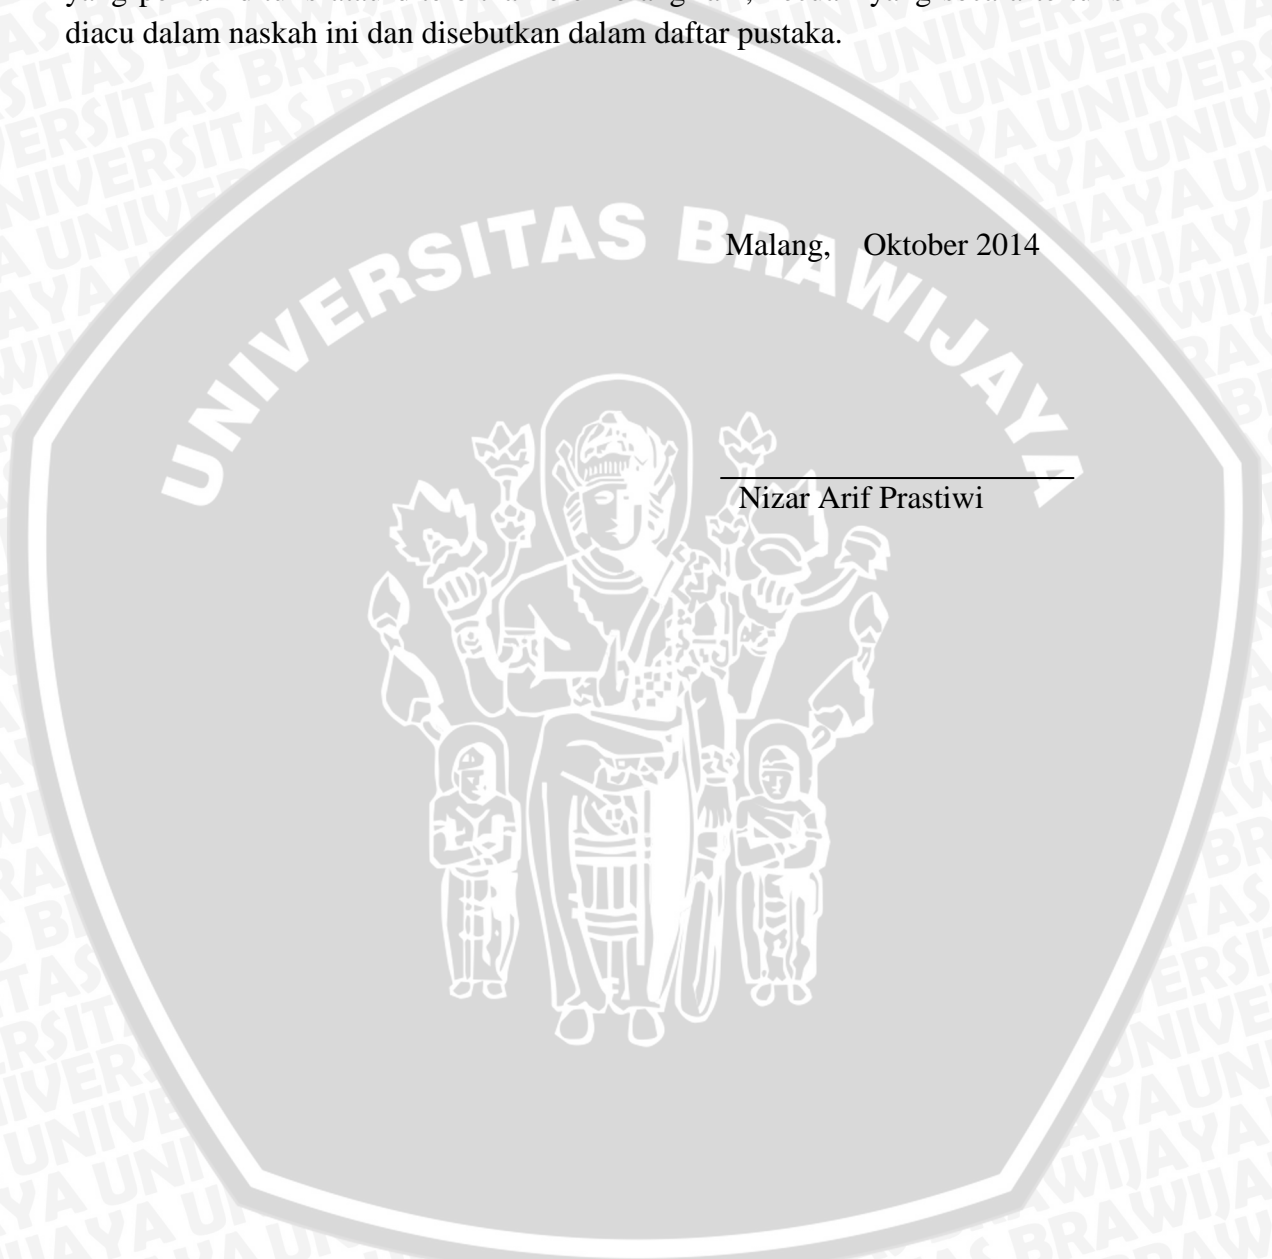 diacu dalam naskah ini dan disebutkan dalam daftar pustaka.
UNIVERSITAS BRAWIJAYA
Malang, Oktober 2014
Nizar Arif Prastiwi